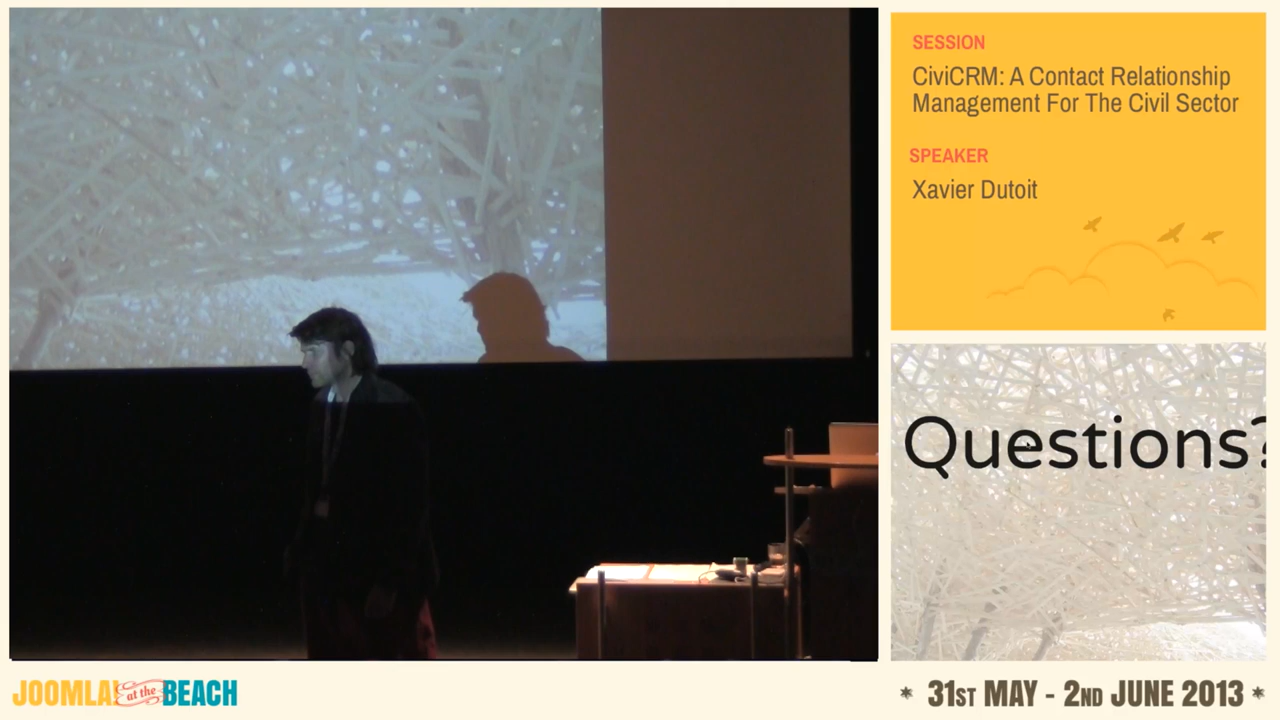 SESSION
CiviCRM: A Contact Relationship
Management For The Civil Sector
SPEAKER
Xavier Dutoit
Questions?
JOOMLA! at the BEACH
* 31ST MAY - 2ND JUNE 2013 *